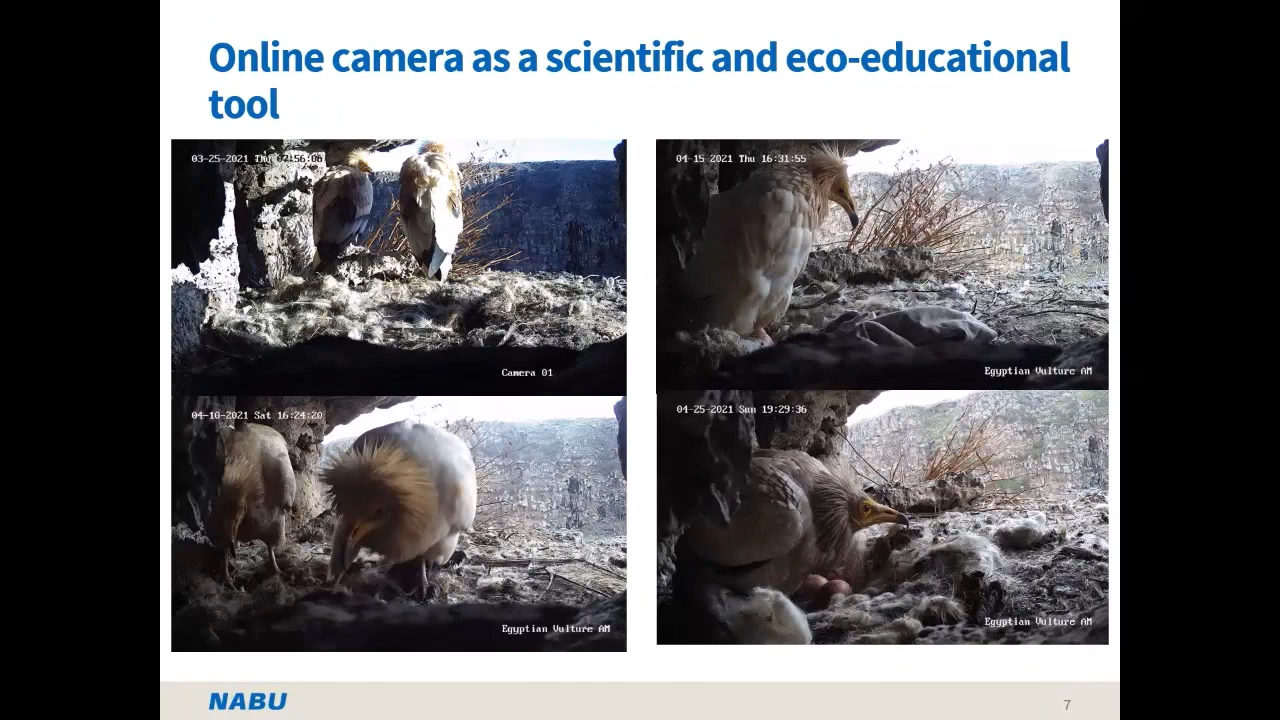 Online camera as a scientific and eco-educational
tool
03-25-2021 Thu 17:56:06
Camera 01
04-15-2021 Thu 16:31:55
Egyptian Vulture AM
04-10-2021 Sat 16:24:20
Egyptian Vulture AM
04-25-2021 Sun 19:29:36
Egyptian Vulture AM
NABU
7